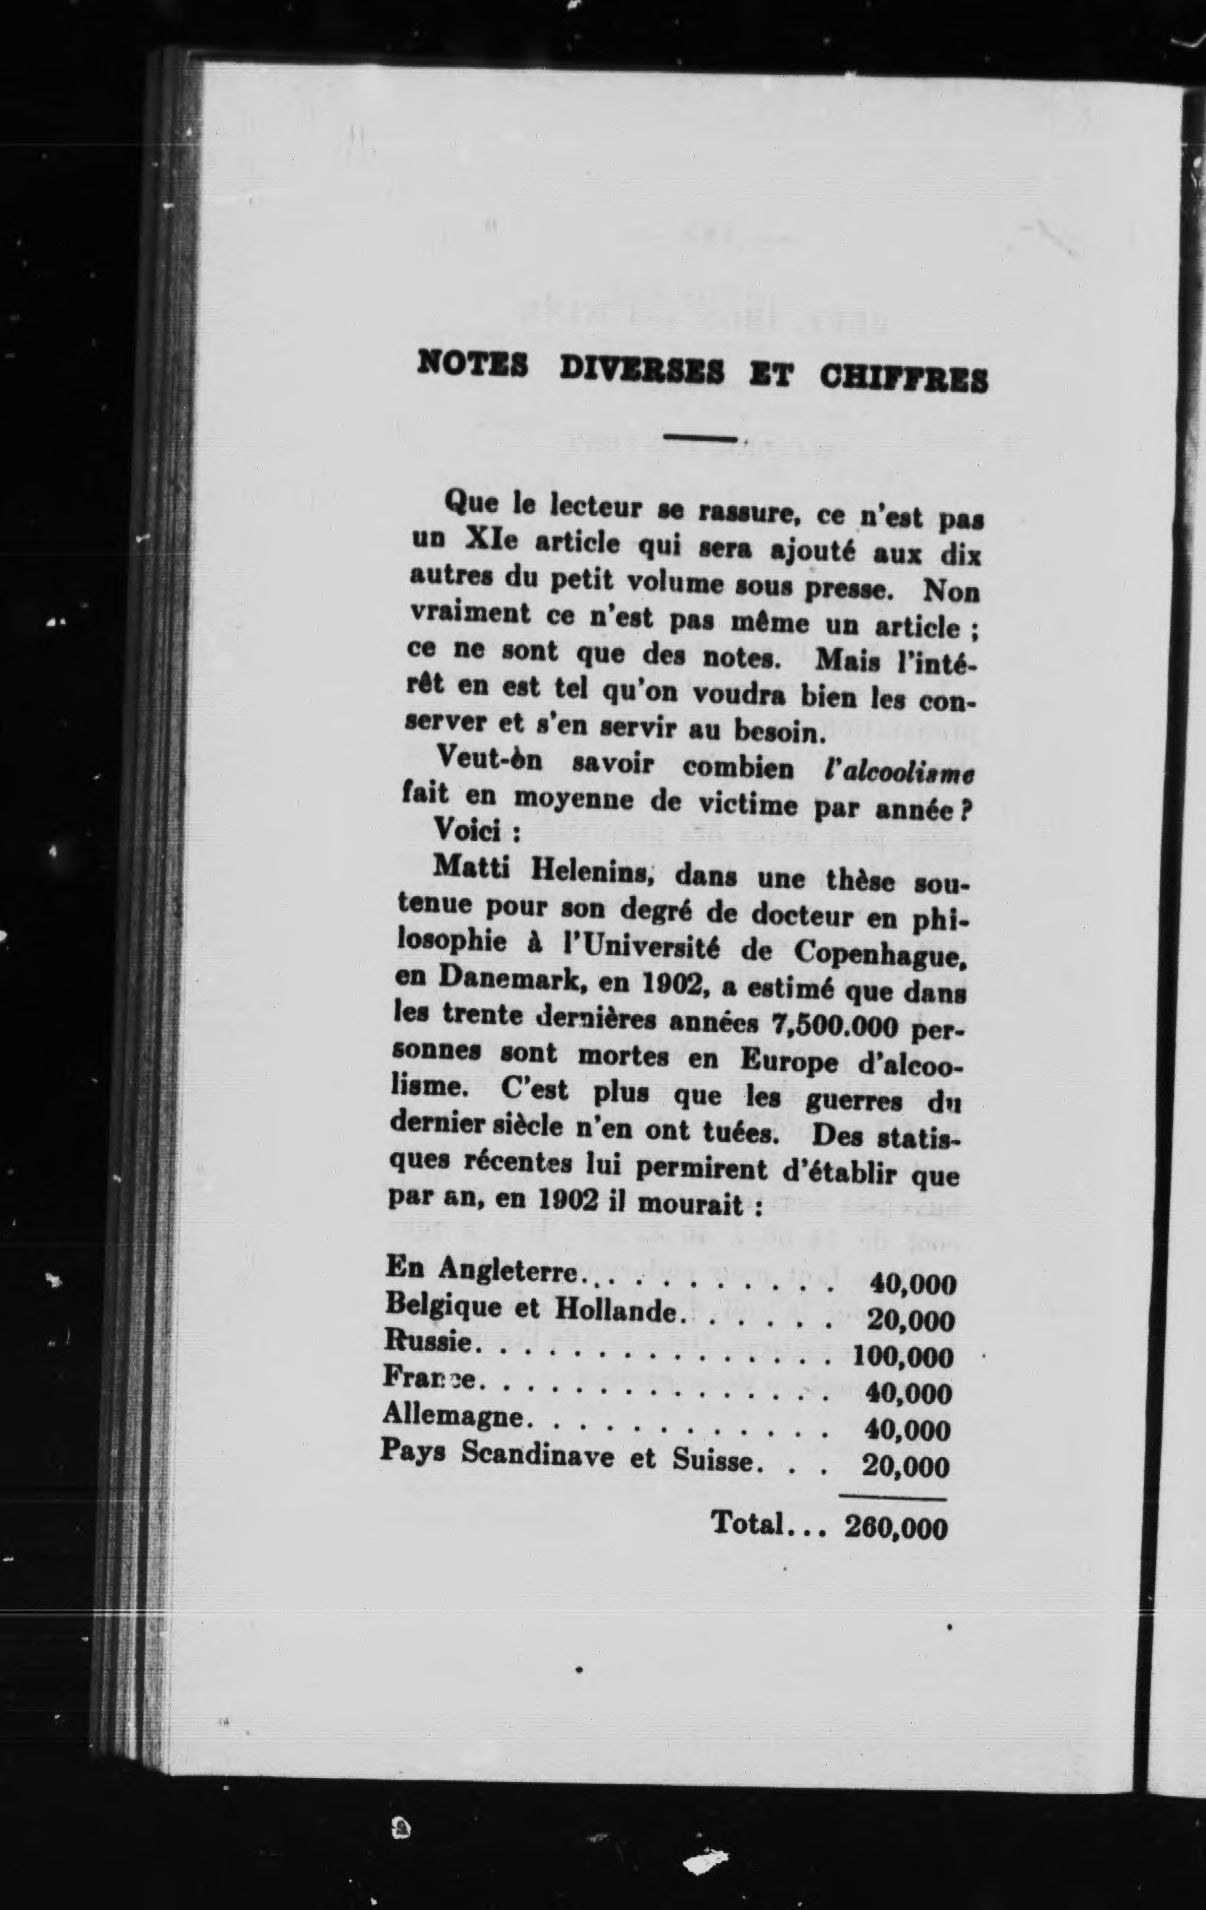 NOTES DIVERSES ET CHIFFRES
Que le lecteur se rassure, ce n'est pas
un XIe article qui sera ajouté aux dix
autres du petit volume sous presse. Non
vraiment ce n'est pas même un article ;
ce ne sont que des notes. Mais l'inté-
rêt en est tel qu'on voudra bien les con-
server et s'en servir au besoin.
Veut-òn savoir combien l'alcoolisme
fait en moyenne de victime par année ?
Voici :
Matti Helenins, dans une thèse sou-
tenue pour son degré de docteur en phi-
losophie à l'Université de Copenhague,
en Danemark, en 1902, a estimé que dans
les trente dernières années 7,500.000 per-
sonnes sont mortes en Europe d'alcoo-
lisme. C'est plus que les guerres du
dernier siècle n'en ont tuées. Des statis-
ques récentes lui permirent d'établir que
par an, en 1902 il mourait :
En Angleterre. . . . . . . . . . . 40,000
Belgique et Hollande. . . . . . . 20,000
Russie. . . . . . . . . . . . . . . 100,000
France. . . . . . . . . . . . . . . 40,000
Allemagne. . . . . . . . . . . . 40,000
Pays Scandinave et Suisse. . . 20,000
Total... 260,000